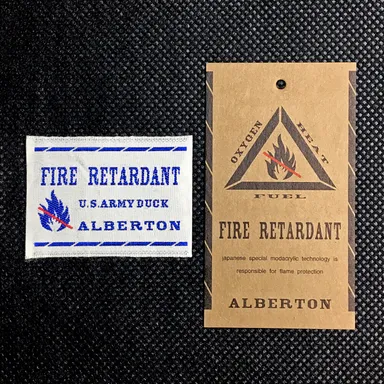 FIRE RETARDANT
U.S.ARMY DUCK
ALBERTON
OXYGEN
HEAT
FUEL
FIRE RETARDANT
japanese special modacrylic technology is
responsible for flame protection
ALBERTON